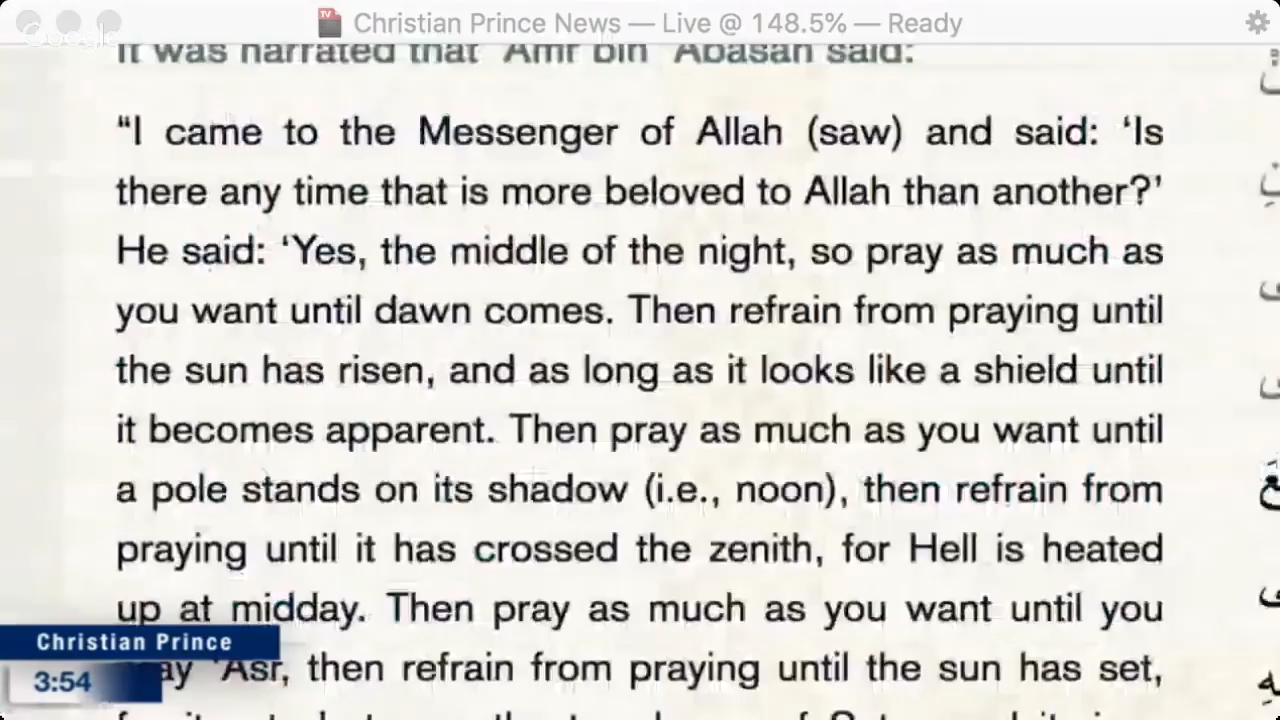 Christian Prince News — Live @ 148.5% — Ready
Google
It was narrated that 'Amr bin 'Abasah said:
“I came to the Messenger of Allah (saw) and said: ‘Is
there any time that is more beloved to Allah than another?’
He said: ‘Yes, the middle of the night, so pray as much as
you want until dawn comes. Then refrain from praying until
the sun has risen, and as long as it looks like a shield until
it becomes apparent. Then pray as much as you want until
a pole stands on its shadow (i.e., noon), then refrain from
praying until it has crossed the zenith, for Hell is heated
up at midday. Then pray as much as you want until you
'Asr, then refrain from praying until the sun has set,
Christian Prince
3:54